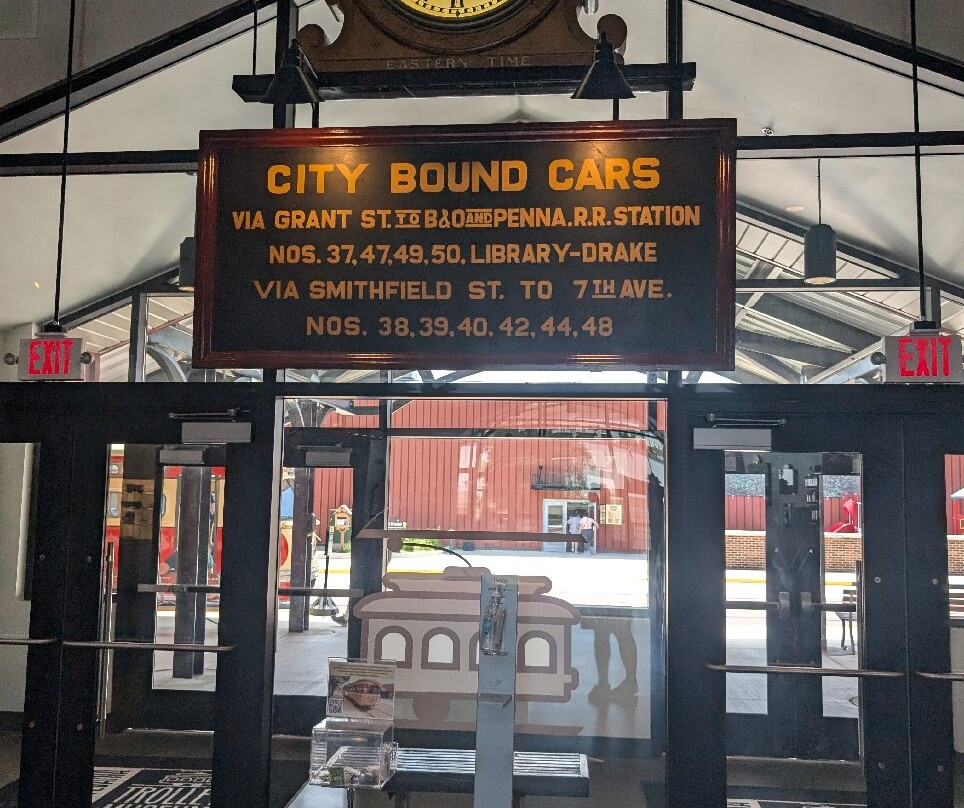 EASTERN TIME
CITY BOUND CARS
VIA GRANT ST. TO B&O AND PENNA.R.R. STATION
NOS. 37,47,49,50, LIBRARY-DRAKE
VIA SMITHFIELD ST. TO 7TH AVE.
NOS. 38,39,40,42,44,48
EXIT
EXIT